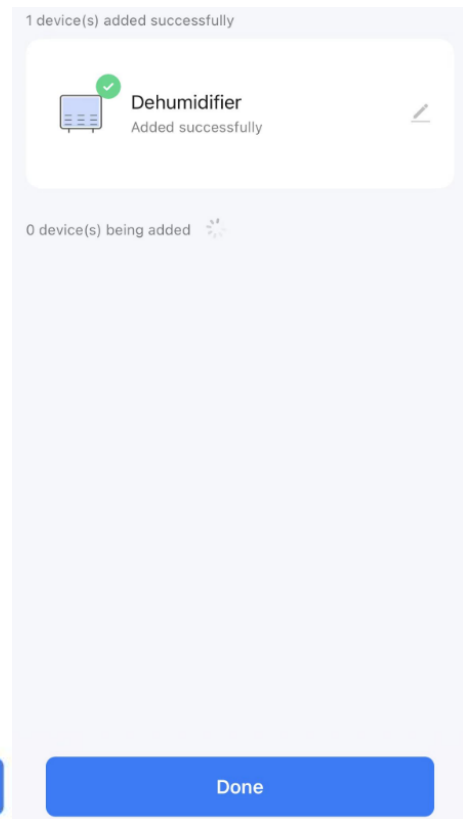 1 device(s) added successfully
Dehumidifier
Added successfully
0 device(s) being added
Done